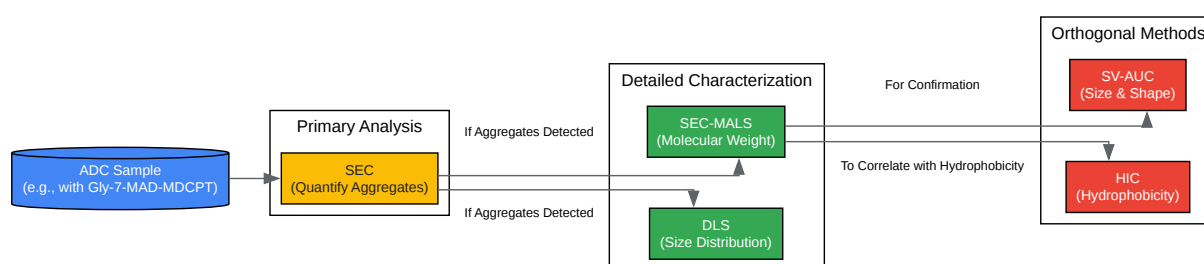 ADC Sample
(e.g., with Gly-7-MAD-MDCPT)
Primary Analysis
SEC
(Quantify Aggregates)
If Aggregates Detected
If Aggregates Detected
Detailed Characterization
SEC-MALS
(Molecular Weight)
DLS
(Size Distribution)
For Confirmation
To Correlate with Hydrophobicity
Orthogonal Methods
SV-AUC
(Size & Shape)
HIC
(Hydrophobicity)